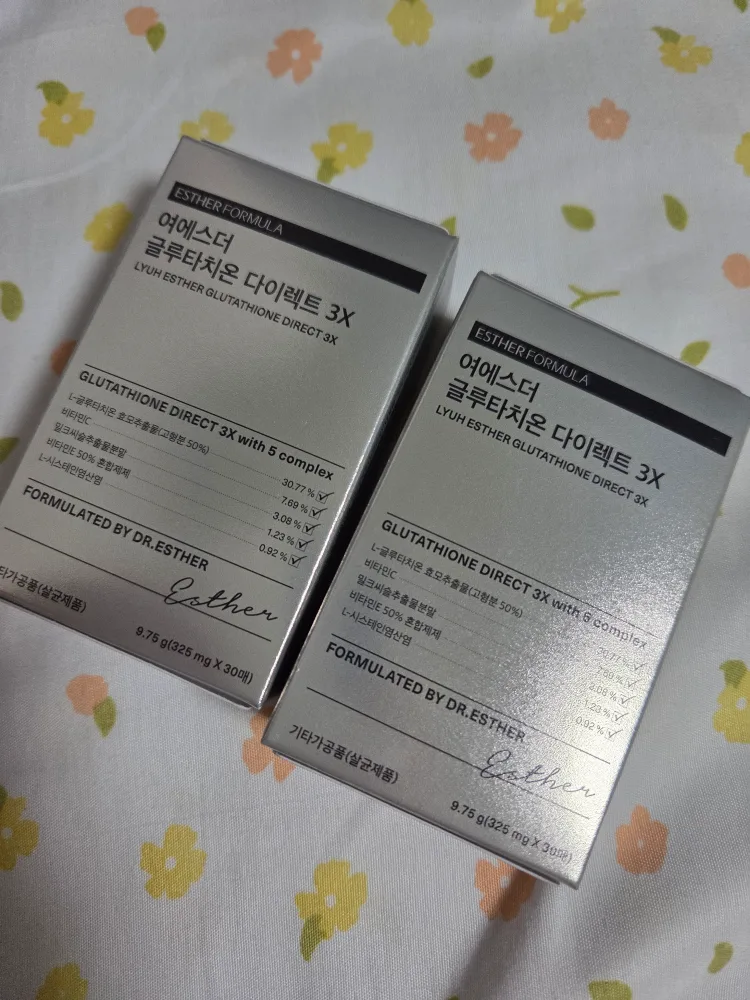 ESTHER FORMULA
여에스더
글루타치온 다이렉트 3X
LYUH ESTHER GLUTATHIONE DIRECT 3X
GLUTATHIONE DIRECT 3X with 5 complex
L-글루타치온 효모추출물(고형분 50%) 30.77 %
비타민C 7.69 %
밀크씨슬추출물분말 3.08 %
비타민E 50% 혼합제제 1.23 %
L-시스테인염산염 0.92 %
FORMULATED BY DR.ESTHER
Esther
타가공품(살균제품)
9.75 g(325 mg X 30매)
ESTHER FORMULA
여에스더
글루타치온 다이렉트 3X
LYUH ESTHER GLUTATHIONE DIRECT 3X
GLUTATHIONE DIRECT 3X with 5 complex
L-글루타치온 효모추출물(고형분 50%) 30.77 %
비타민C 7.69 %
밀크씨슬추출물분말 3.08 %
비타민E 50% 혼합제제 1.23 %
L-시스테인염산염 0.92 %
FORMULATED BY DR.ESTHER
Esther
기타가공품(살균제품)
9.75 g(325 mg X 30매)